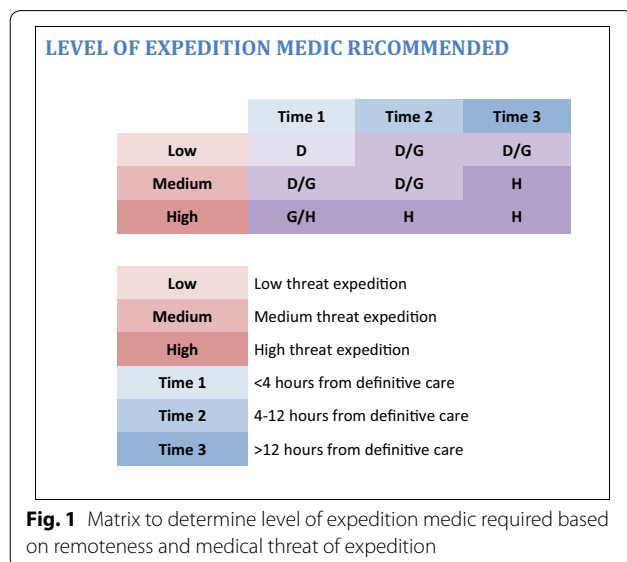 LEVEL OF EXPEDITION MEDIC RECOMMENDED
Time 1 Time 2 Time 3
Low D D/G D/G
Medium D/G D/G H
High G/H H H
Low Low threat expedition
Medium Medium threat expedition
High High threat expedition
Time 1 <4 hours from definitive care
Time 2 4-12 hours from definitive care
Time 3 >12 hours from definitive care
Fig. 1 Matrix to determine level of expedition medic required based
on remoteness and medical threat of expedition